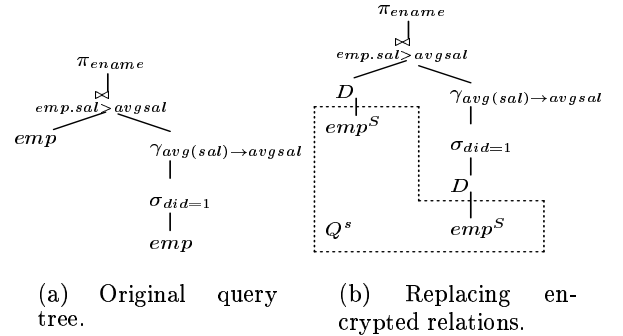 π_ename
⋈
emp.sal>avgsal
emp
γ_avg(sal)→avgsal
σ_did=1
emp
(a) Original query
tree.
π_ename
⋈
emp.sal>avgsal
D
emp^S
γ_avg(sal)→avgsal
σ_did=1
D
emp^S
Q^s
(b) Replacing en-
crypted relations.